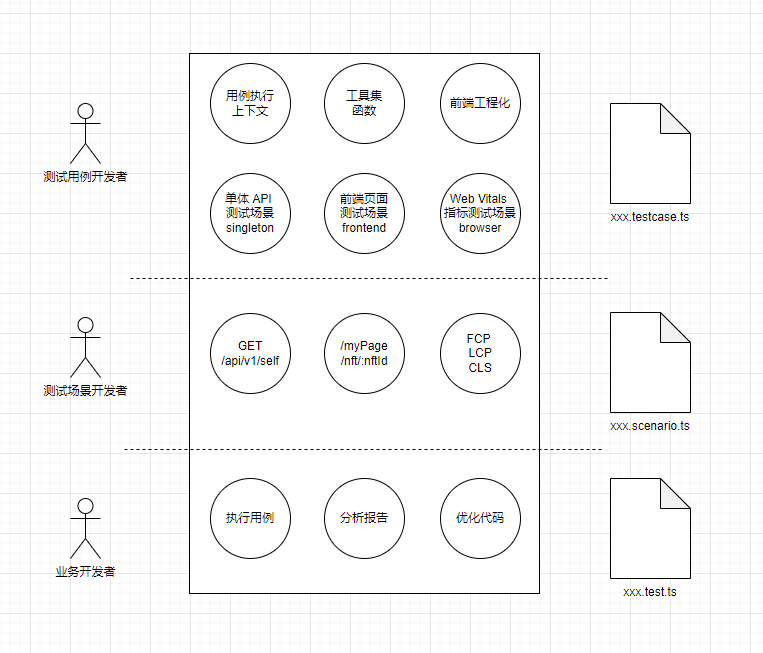 用例执行
上下文
工具集
函数
前端工程化
测试用例开发者
单体 API
测试场景
singleton
前端页面
测试场景
frontend
Web Vitals
指标测试场景
browser
xxx.testcase.ts
GET
/api/v1/self
/myPage
/nft/:nftId
FCP
LCP
CLS
测试场景开发者
xxx.scenario.ts
执行用例
分析报告
优化代码
业务开发者
xxx.test.ts